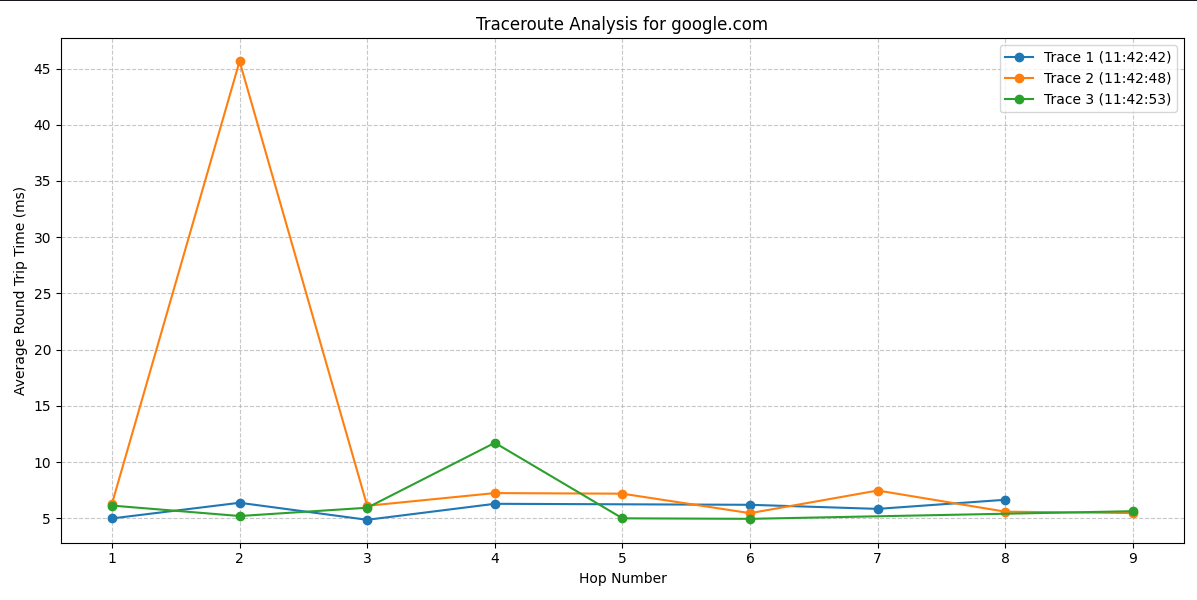 Traceroute Analysis for google.com
Trace 1 (11:42:42)
Trace 2 (11:42:48)
Trace 3 (11:42:53)
Average Round Trip Time (ms)
45
40
35
30
25
20
15
10
5
1 2 3 4 5 6 7 8 9
Hop Number